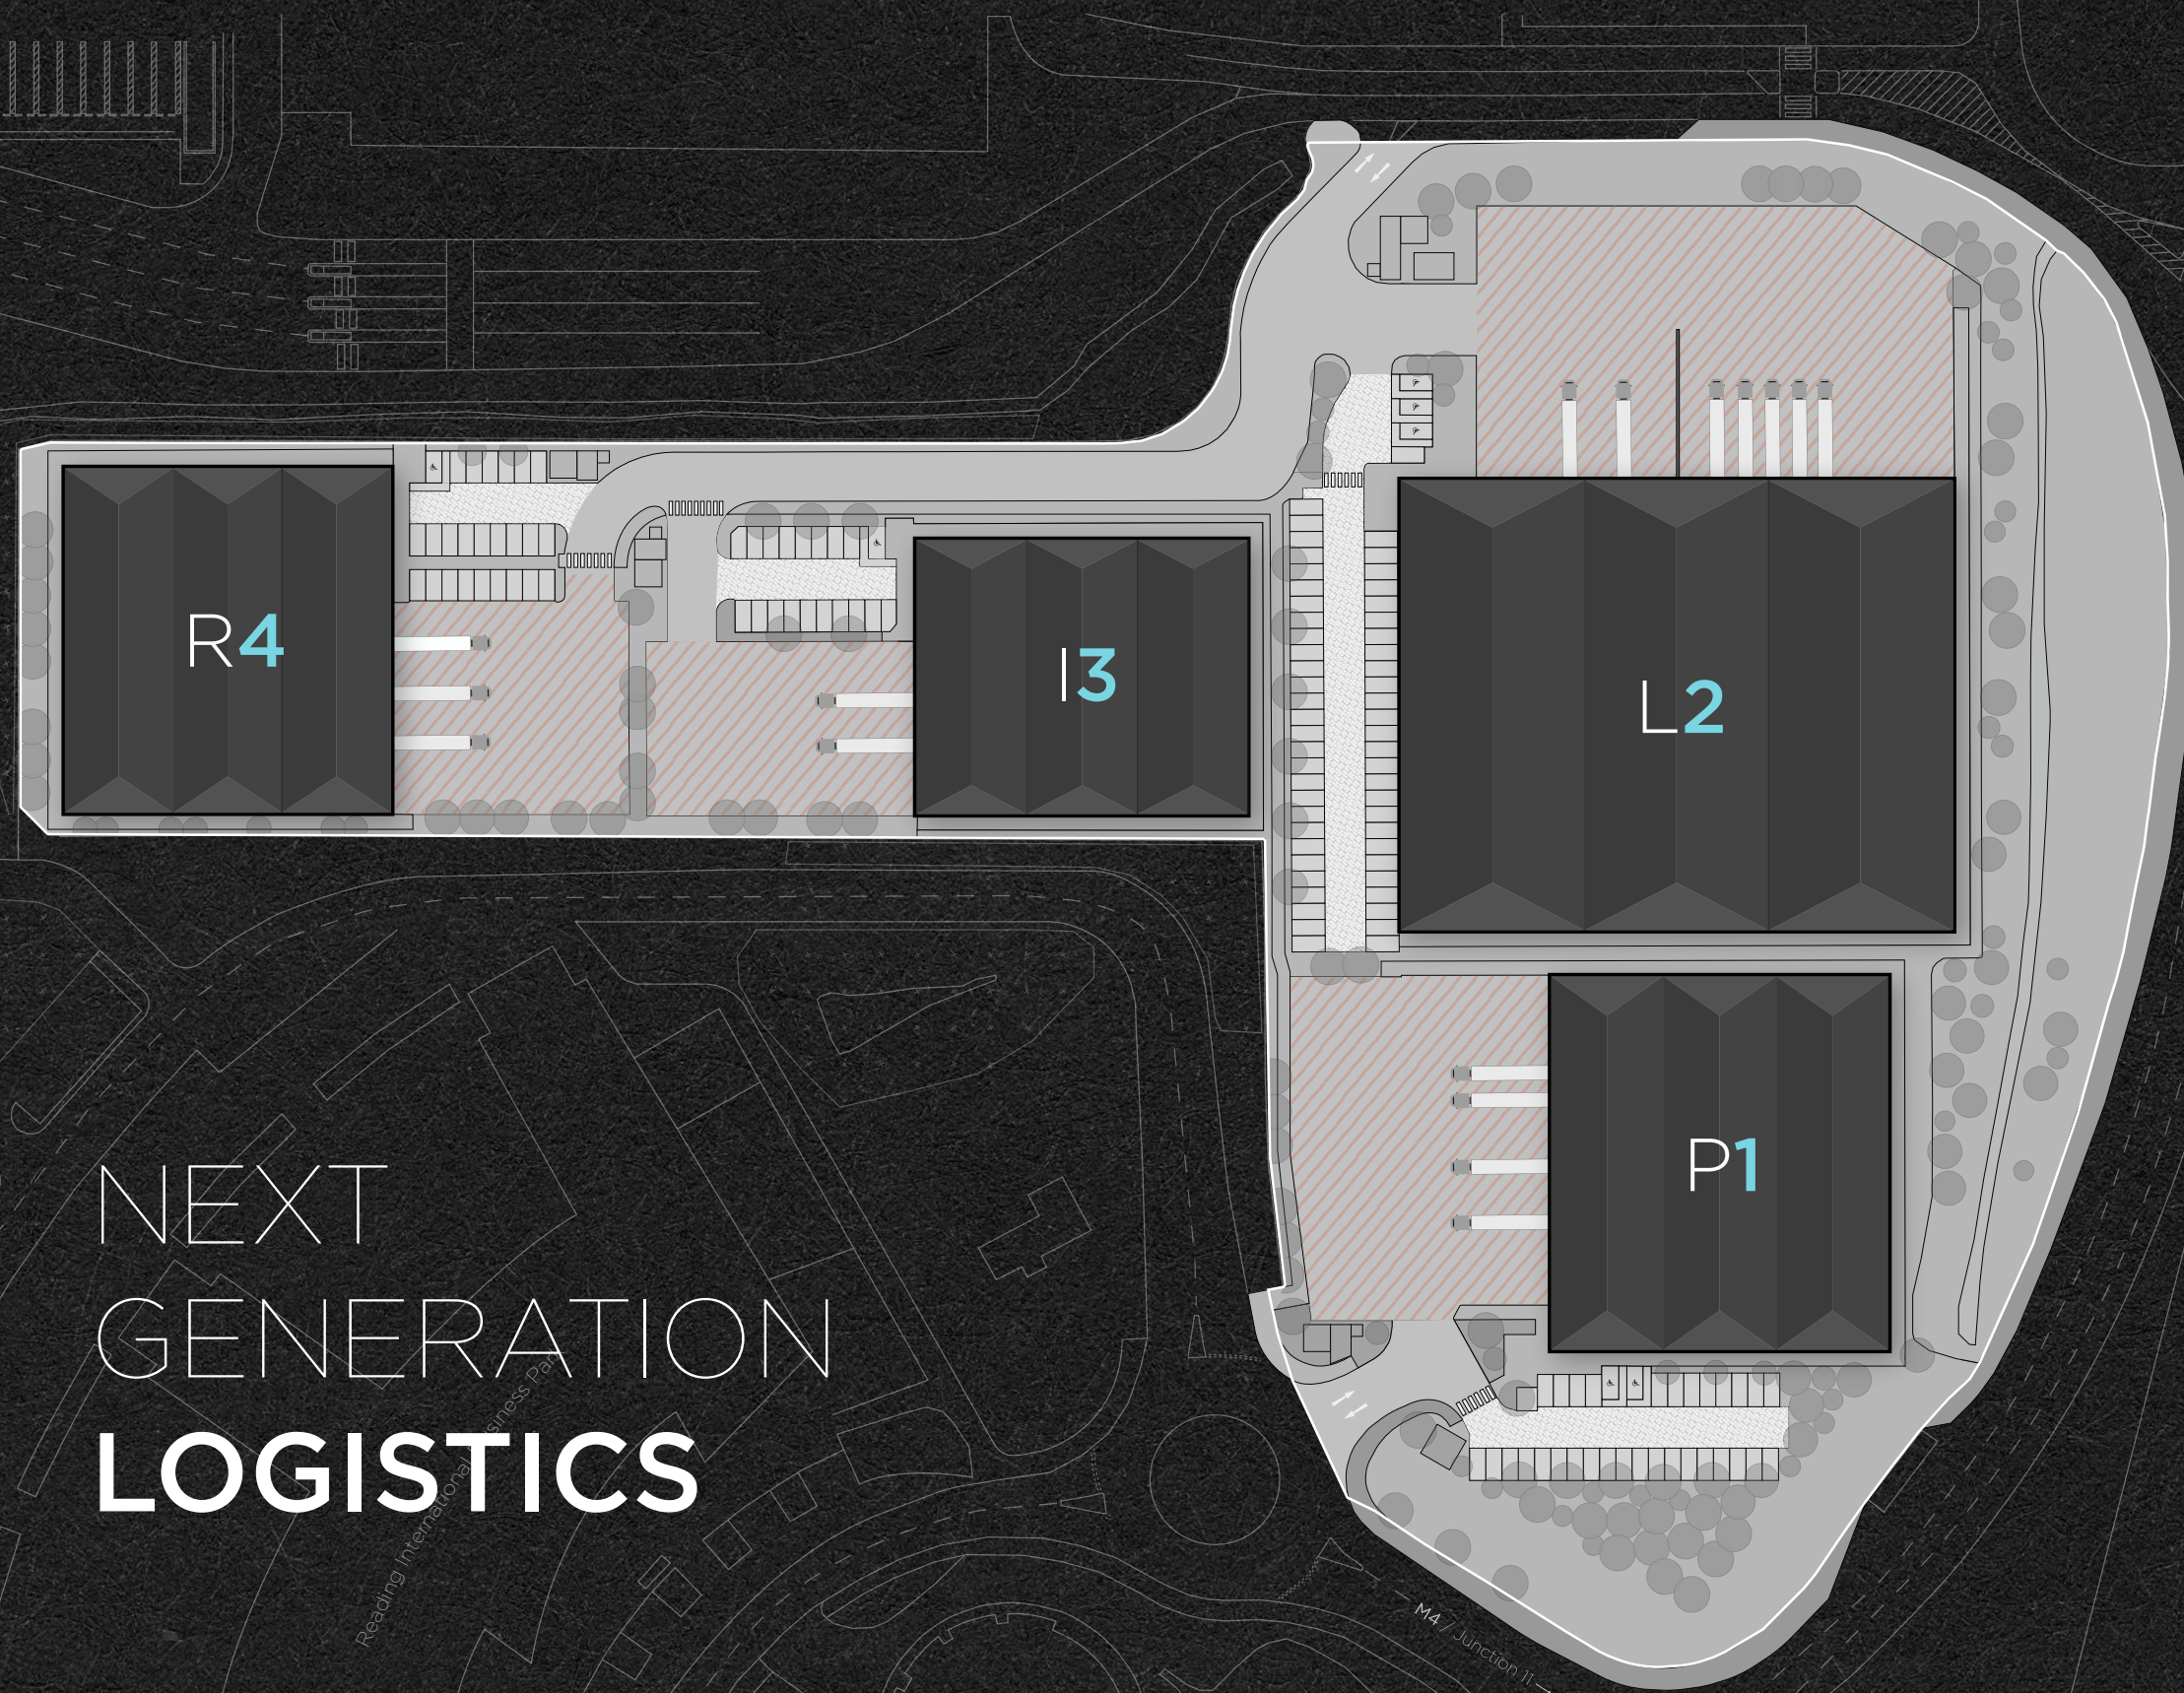 R4
I3
L2
P1
NEXT
GENERATION
LOGISTICS
Reading International Business Park
M4 / Junction 11